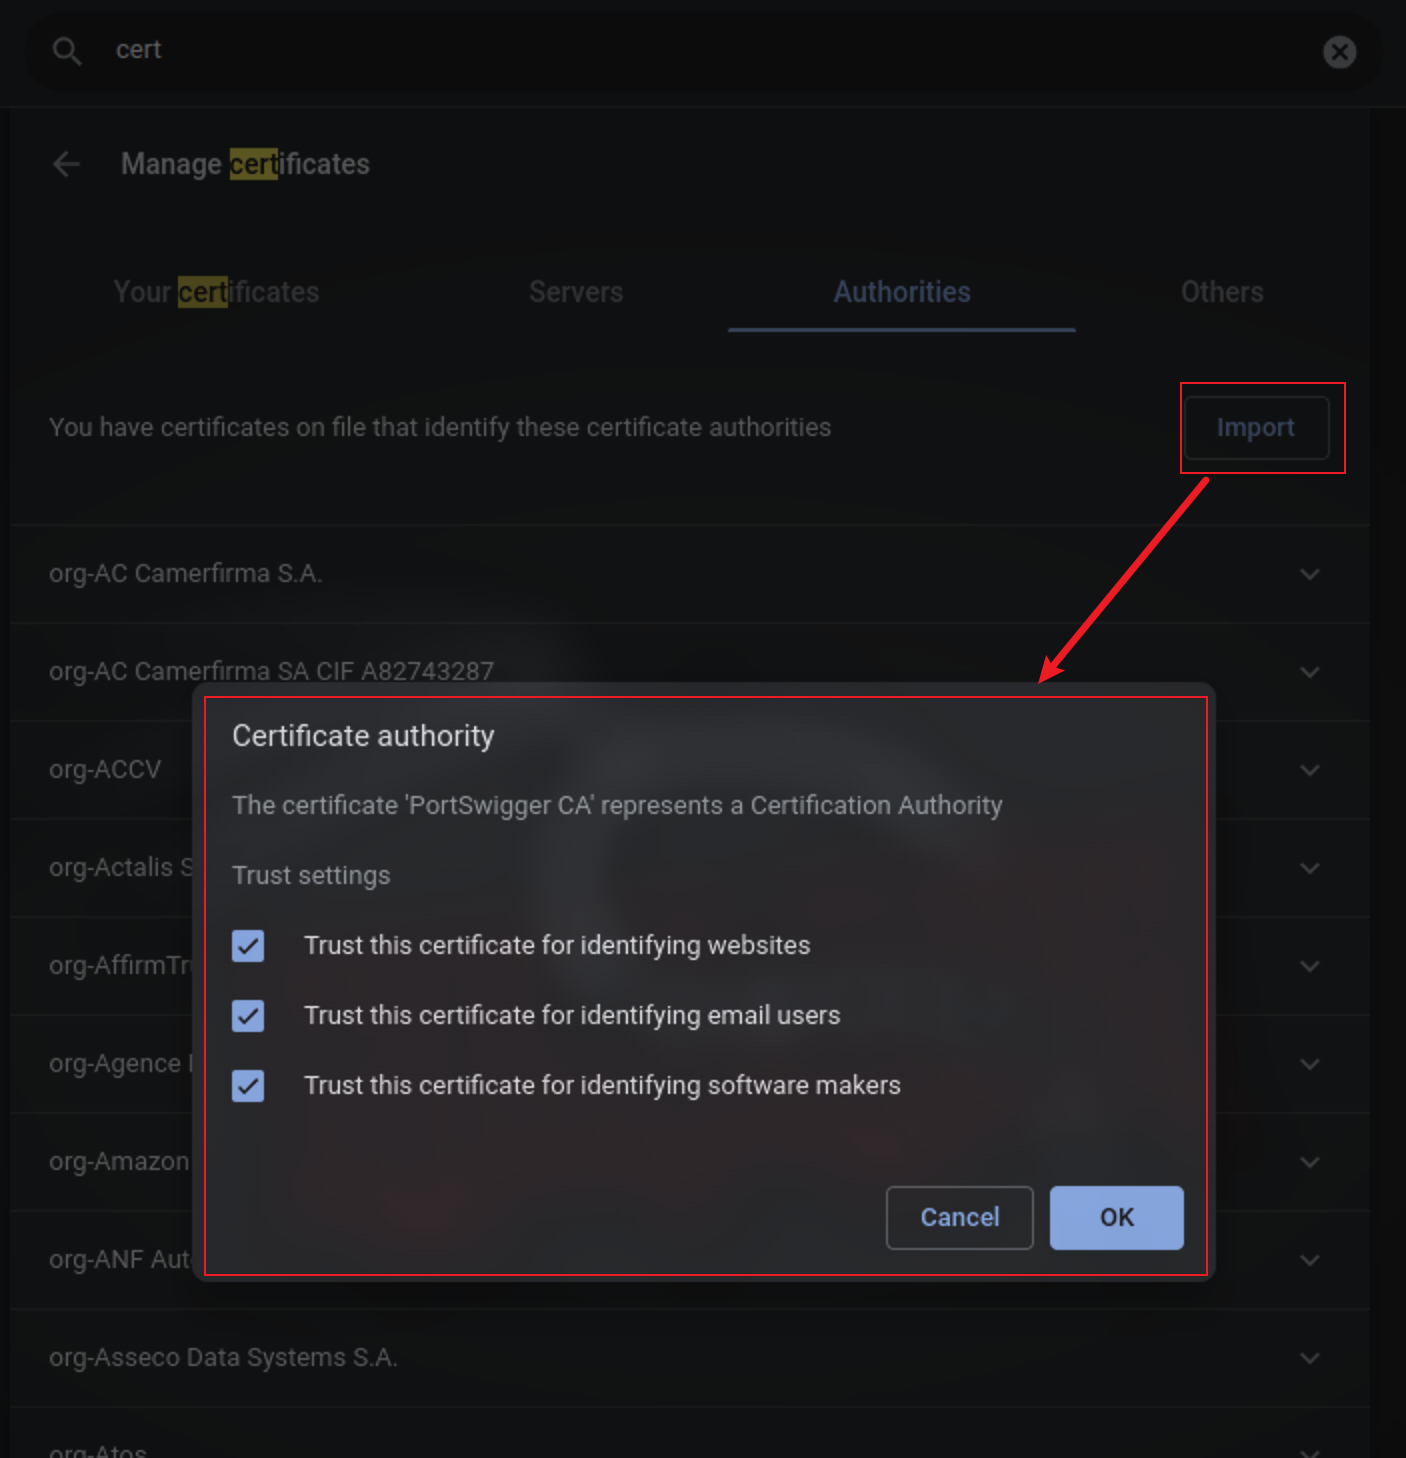 cert
Manage certificates
Your certificates Servers Authorities Others
You have certificates on file that identify these certificate authorities Import
org-AC Camerfirma S.A.
org-AC Camerfirma SA CIF A82743287
org-ACCV
org-Actalis S
org-AffirmTr
org-Agence
org-Amazon
org-ANF Aut
org-Asseco Data Systems S.A.
org-Atos
Certificate authority
The certificate 'PortSwigger CA' represents a Certification Authority
Trust settings
Trust this certificate for identifying websites
Trust this certificate for identifying email users
Trust this certificate for identifying software makers
Cancel OK